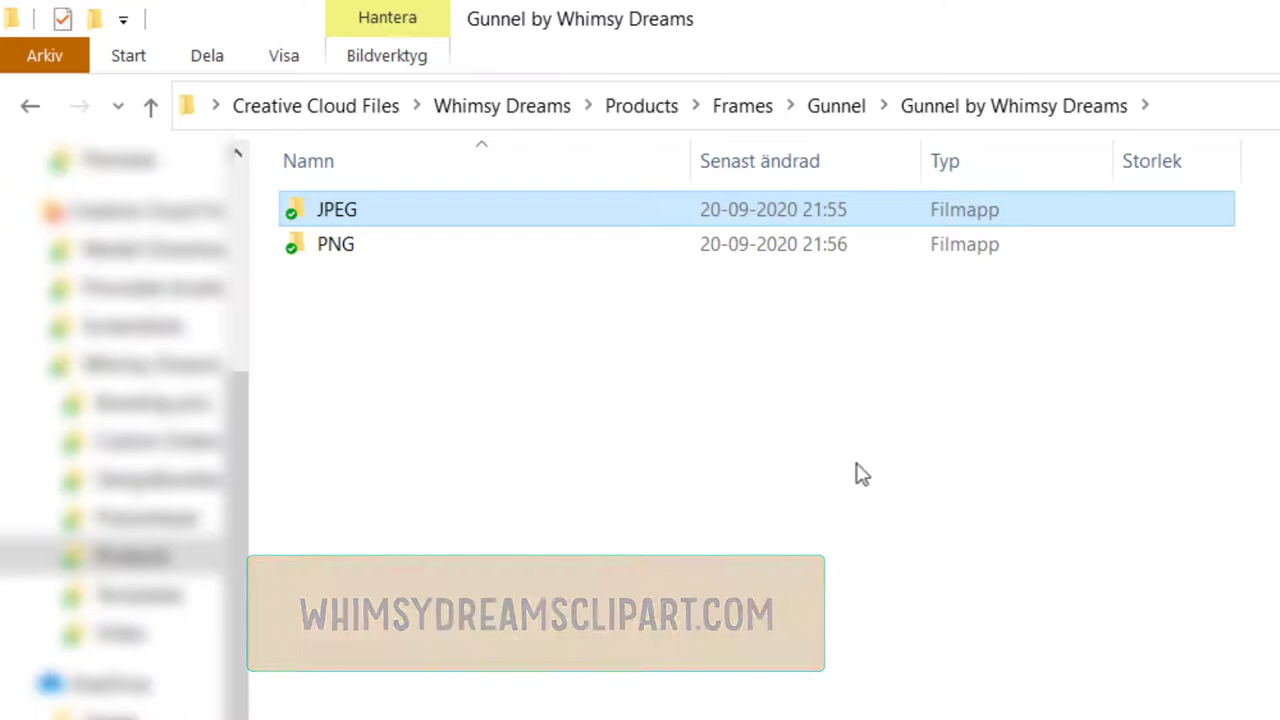 Hantera
Gunnel by Whimsy Dreams
Arkiv
Start
Dela
Visa
Bildverktyg
Creative Cloud Files
Whimsy Dreams
Products
Frames
Gunnel
Gunnel by Whimsy Dreams
Namn
Senast ändrad
Typ
Storlek
JPEG
20-09-2020 21:55
Filmapp
PNG
20-09-2020 21:56
Filmapp
WHIMSYDREAMSCLIPART.COM